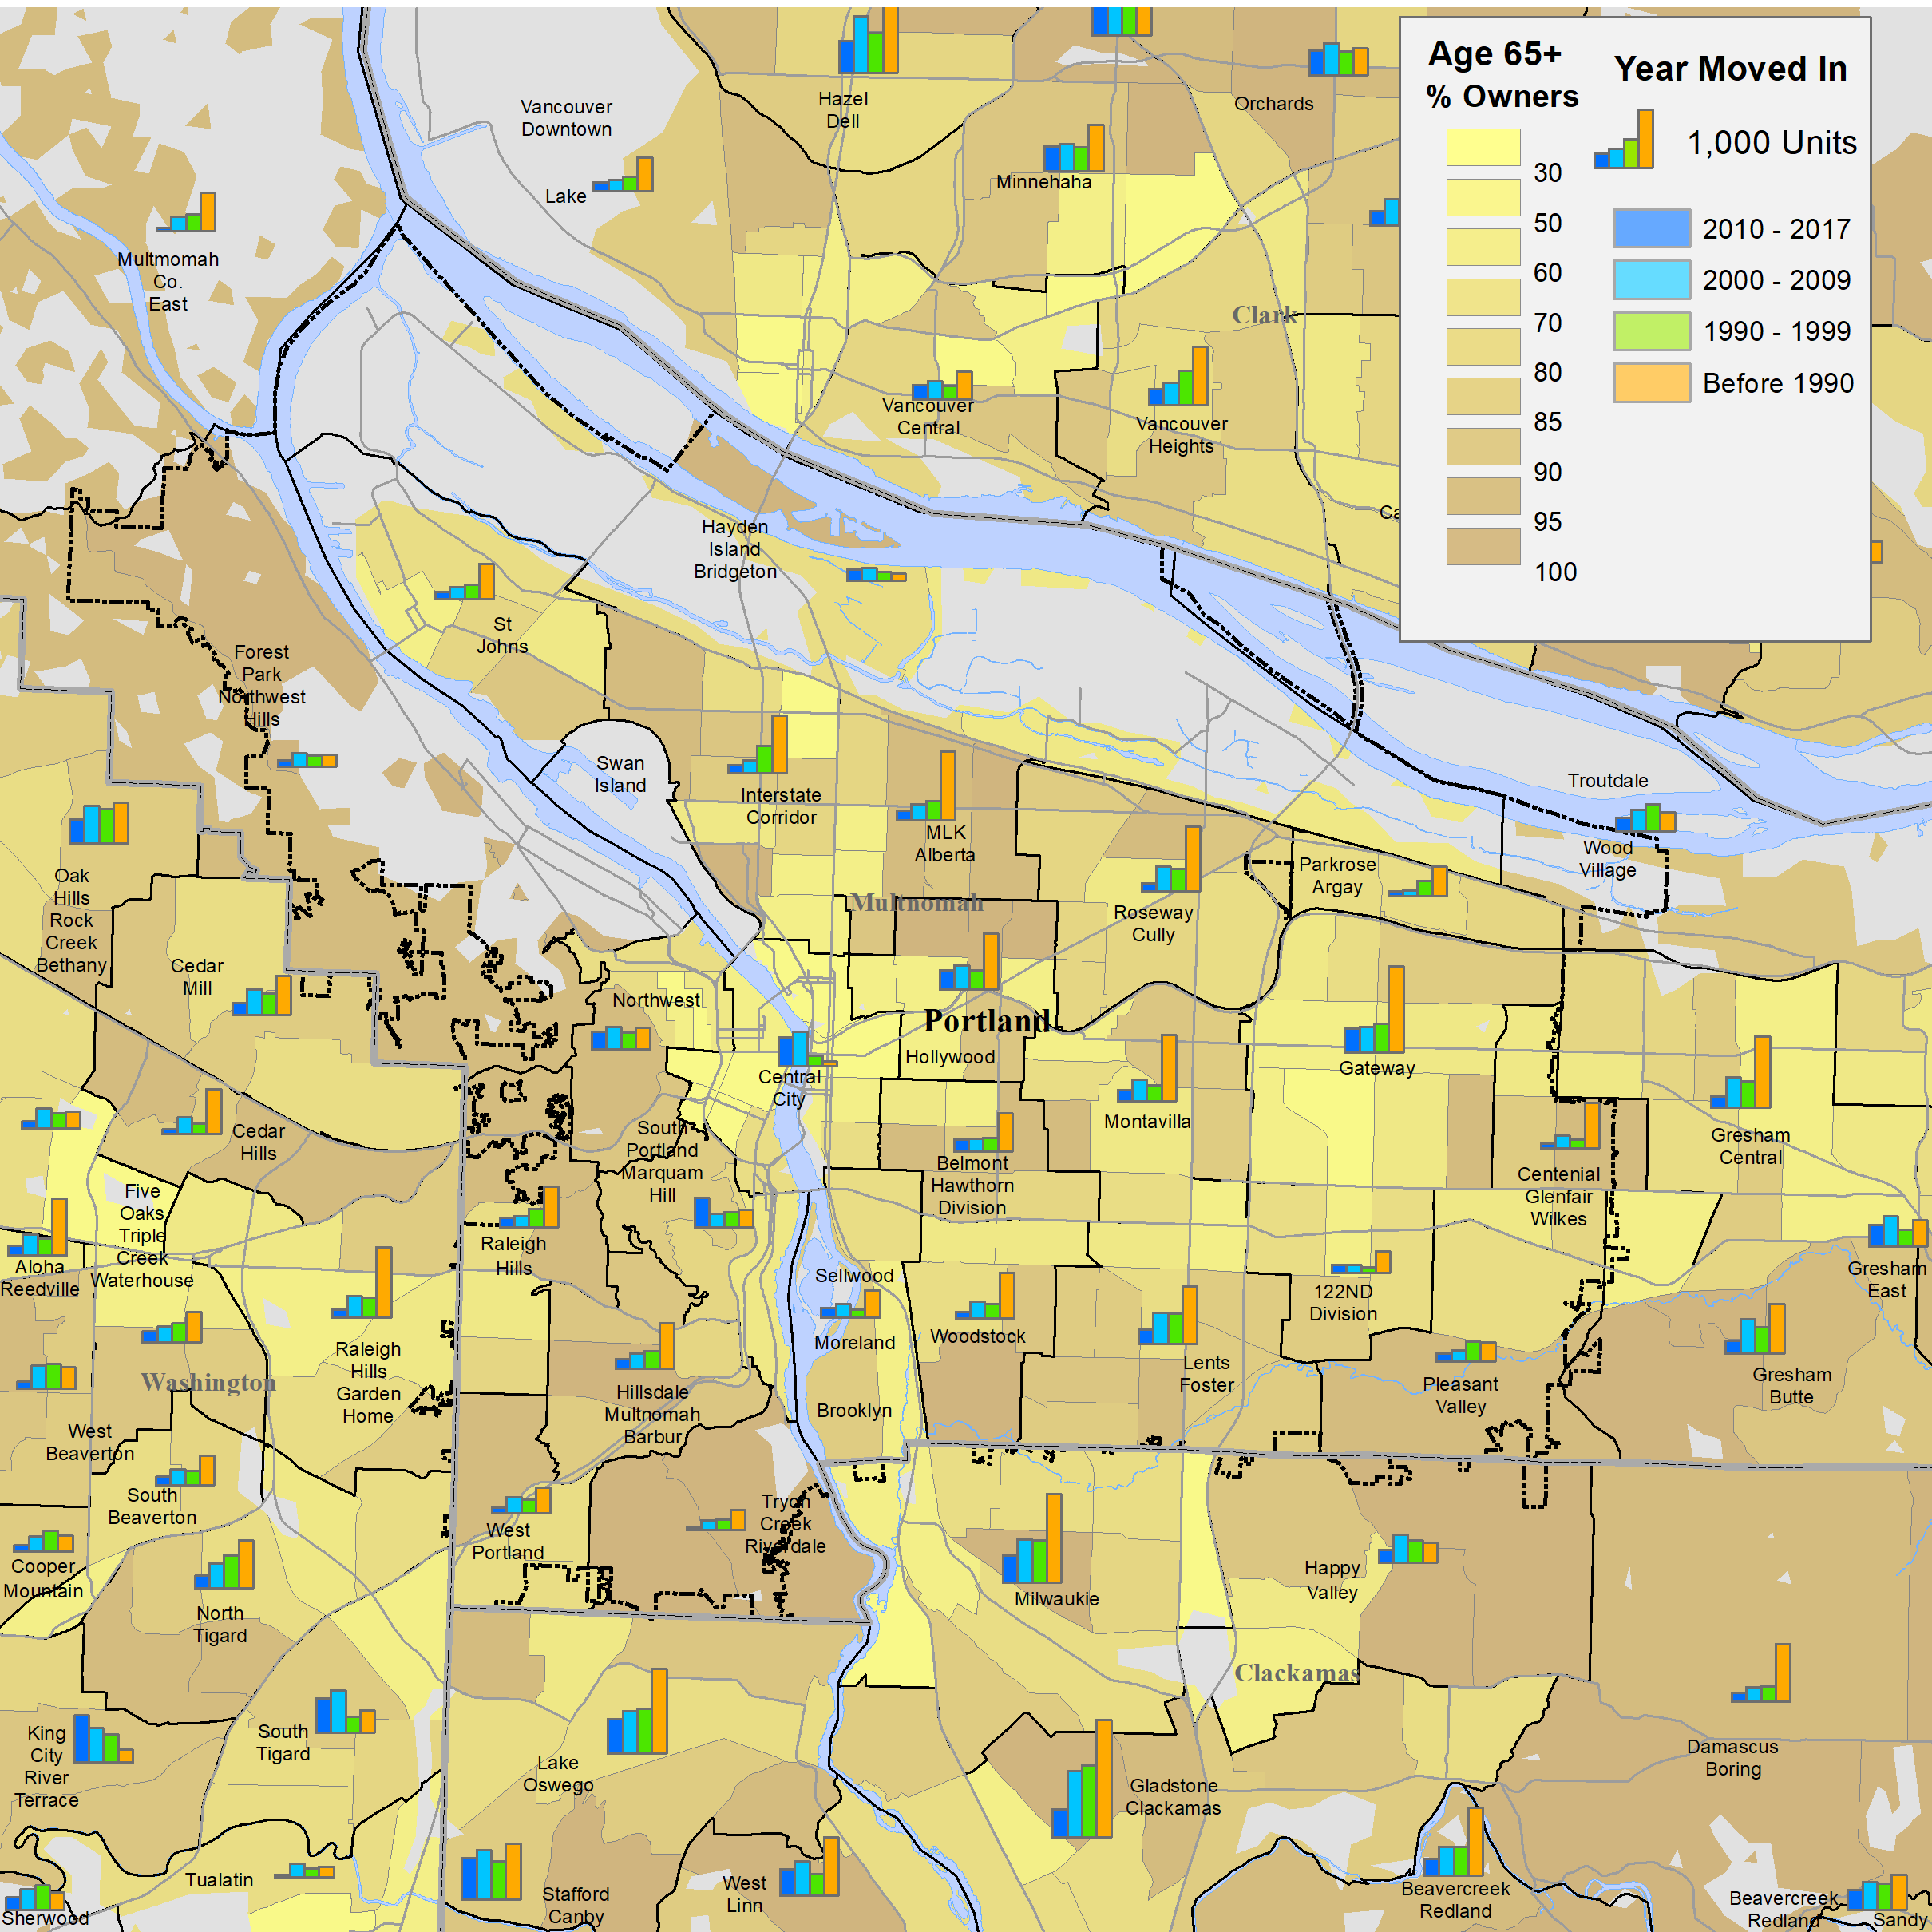 Age 65+
% Owners
30
50
60
70
80
85
90
95
100
Year Moved In
1,000 Units
2010 - 2017
2000 - 2009
1990 - 1999
Before 1990
Vancouver
Downtown
Lake
Hazel
Dell
Orchards
Minnehaha
Multmomah
Co.
East
Clark
Vancouver
Central
Vancouver
Heights
Ca
Hayden
Island
Bridgeton
St
Johns
Forest
Park
Northwest
Hills
Swan
Island
Interstate
Corridor
MLK
Alberta
Multnomah
Roseway
Cully
Parkrose
Argay
Troutdale
Wood
Village
Oak
Hills
Rock
Creek
Bethany
Cedar
Mill
Northwest
Portland
Hollywood
Central
City
Gateway
Montavilla
Gresham
Central
Cedar
Hills
South
Portland
Marquam
Hill
Belmont
Hawthorn
Division
Centenial
Glenfair
Wilkes
Five
Oaks
Triple
Creek
Waterhouse
Aloha
Reedville
Raleigh
Hills
Sellwood
Moreland
Brooklyn
Woodstock
122ND
Division
Gresham
East
Lents
Foster
Pleasant
Valley
Gresham
Butte
Raleigh
Hills
Garden
Home
Washington
Hillsdale
Multnomah
Barbur
West
Beaverton
South
Beaverton
West
Portland
Tryon
Creek
Riverdale
Cooper
Mountain
North
Tigard
Milwaukie
Happy
Valley
Clackamas
King
City
River
Terrace
South
Tigard
Lake
Oswego
Gladstone
Clackamas
Damascus
Boring
Tualatin
Sherwood
Stafford
Canby
West
Linn
Beavercreek
Redland
Beavercreek
Redland
Sandy